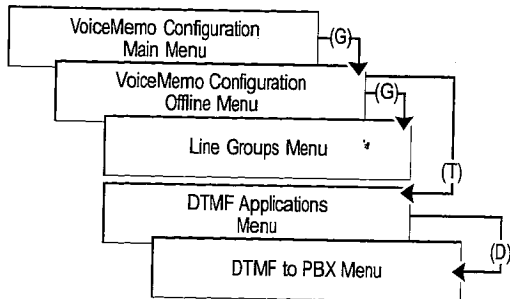 VoiceMemo Configuration
Main Menu
(G)
VoiceMemo Configuration
Offline Menu
(G)
Line Groups Menu
(T)
DTMF Applications
Menu
(D)
DTMF to PBX Menu